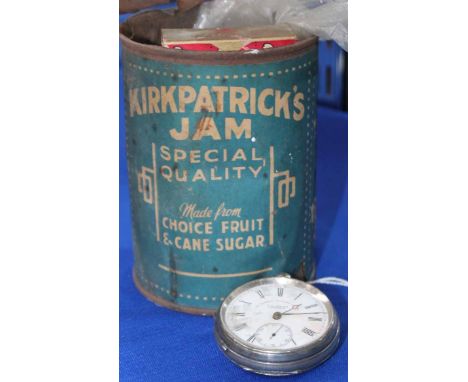 KIRKPATRICK'S
JAM
SPECIAL
QUALITY
Made from
CHOICE FRUIT
& CANE SUGAR